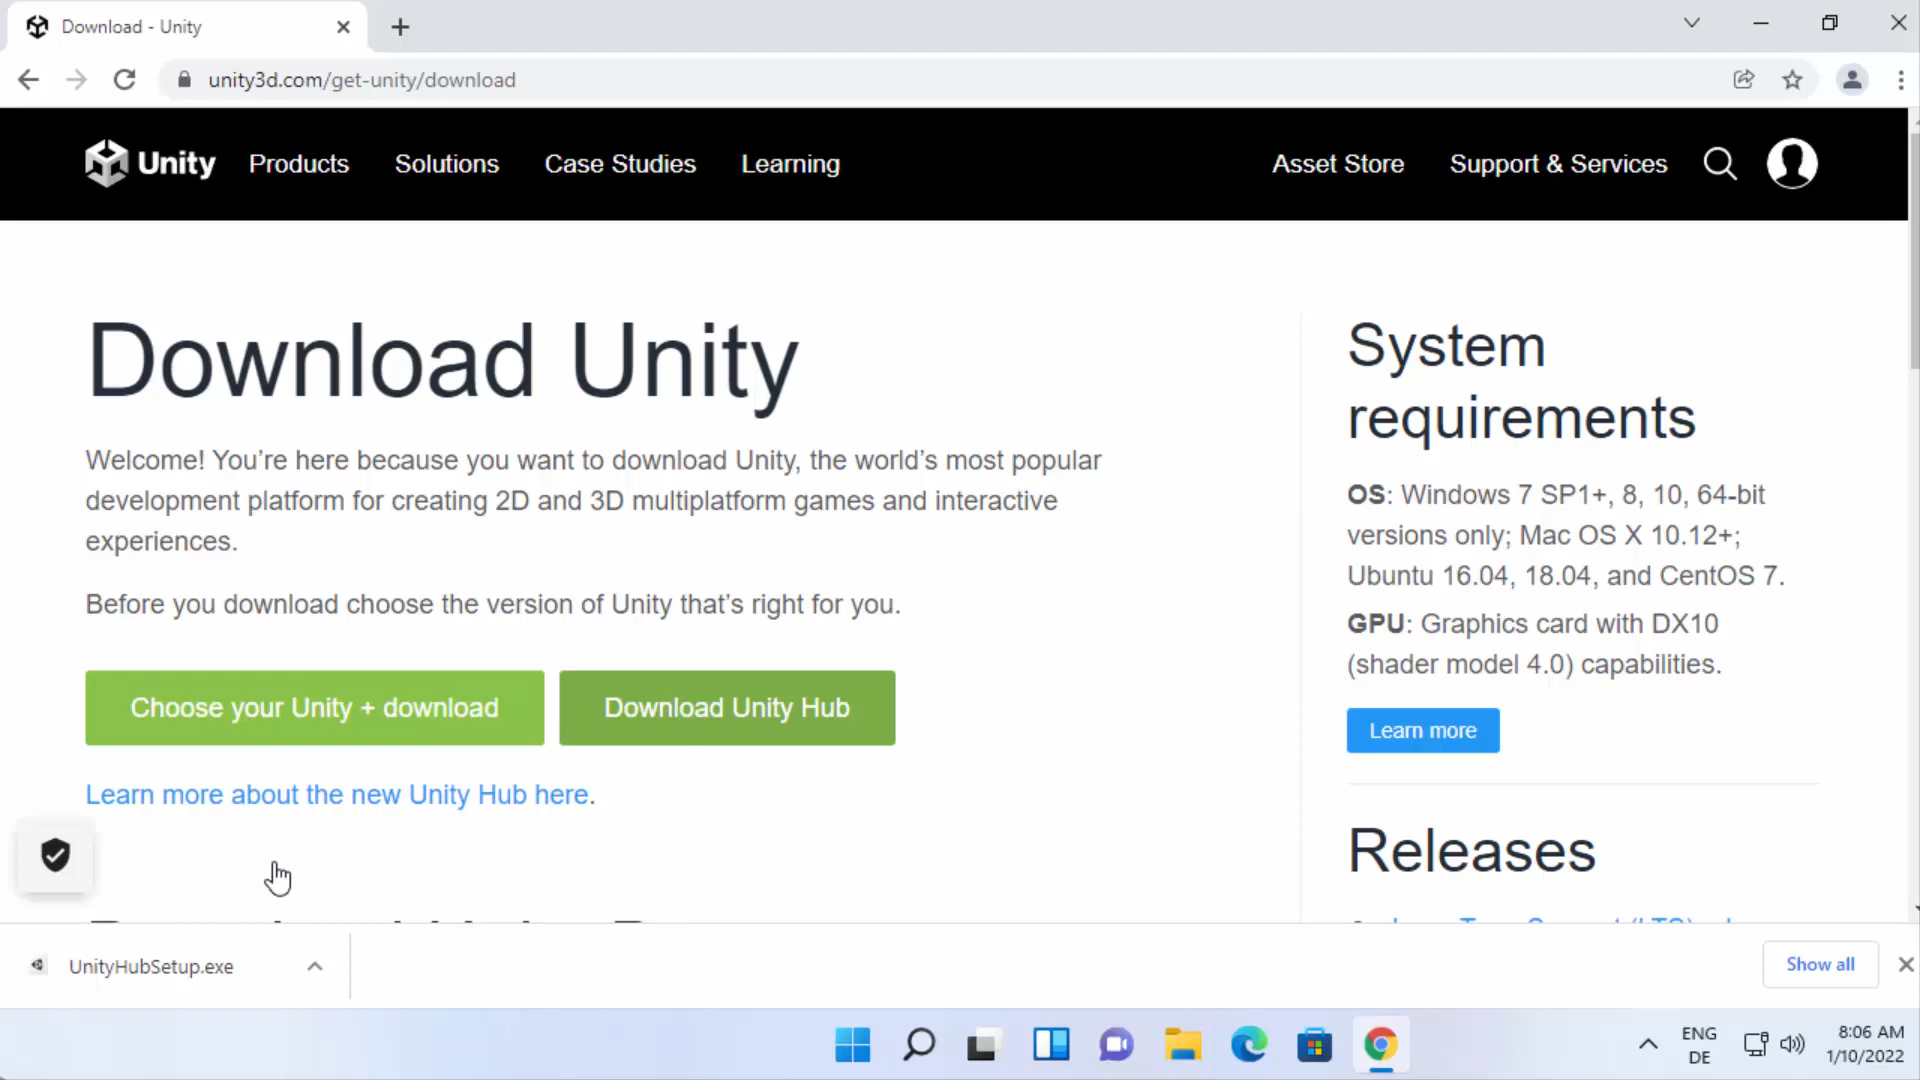 Download - Unity
unity3d.com/get-unity/download
Unity Products Solutions Case Studies Learning Asset Store Support & Services
Download Unity
Welcome! You’re here because you want to download Unity, the world’s most popular
development platform for creating 2D and 3D multiplatform games and interactive
experiences.
Before you download choose the version of Unity that’s right for you.
Choose your Unity + download
Download Unity Hub
Learn more about the new Unity Hub here.
System
requirements
OS: Windows 7 SP1+, 8, 10, 64-bit
versions only; Mac OS X 10.12+;
Ubuntu 16.04, 18.04, and CentOS 7.
GPU: Graphics card with DX10
(shader model 4.0) capabilities.
Learn more
Releases
UnityHubSetup.exe
Show all
ENG
DE
8:06 AM
1/10/2022